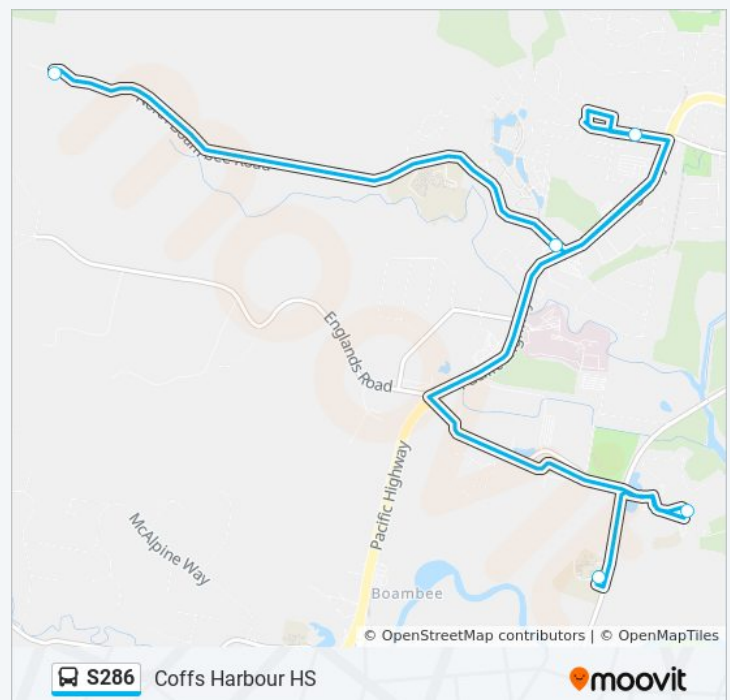 Englands Road
Pacific Highway
McAlpine Way
Boambee
© OpenStreetMap contributors | © OpenMapTiles
S286 Coffs Harbour HS
moovit